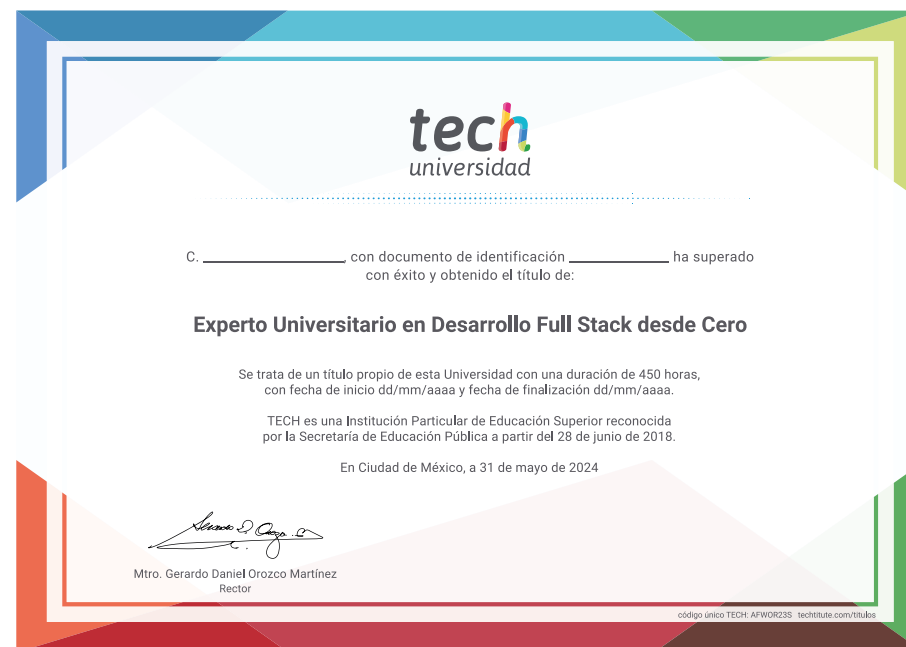 tech
universidad
C. ____________, con documento de identificación ____________ ha superado
con éxito y obtenido el título de:
Experto Universitario en Desarrollo Full Stack desde Cero
Se trata de un título propio de esta Universidad con una duración de 450 horas,
con fecha de inicio dd/mm/aaaa y fecha de finalización dd/mm/aaaa.
TECH es una Institución Particular de Educación Superior reconocida
por la Secretaría de Educación Pública a partir del 28 de junio de 2018.
En Ciudad de México, a 31 de mayo de 2024
Mtro. Gerardo Daniel Orozco Martínez
Rector
código único TECH: AFWOR23S techtitute.com/titulos